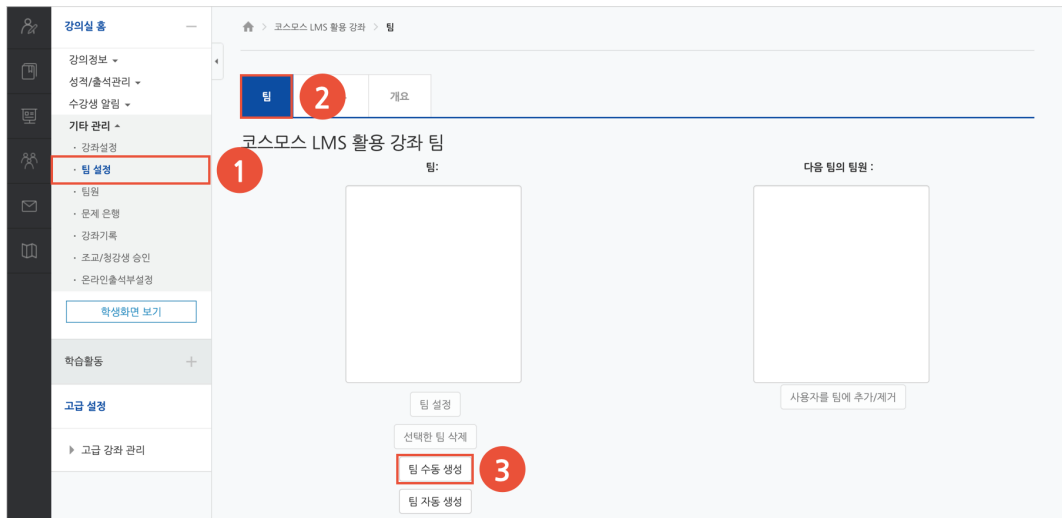 강의실 홈
강의정보
성적/출석관리
수강생 알림
기타 관리
· 강좌설정
· 팀 설정
1
· 팀원
· 문제 은행
· 강좌기록
· 조교/청강생 승인
· 온라인출석부설정
학생화면 보기
학습활동
고급 설정
고급 강좌 관리
코스모스 LMS 활용 강좌 > 팀
팀
2
개요
코스모스 LMS 활용 강좌 팀
팀:
다음 팀의 팀원 :
팀 설정
사용자를 팀에 추가/제거
선택한 팀 삭제
팀 수동 생성
3
팀 자동 생성